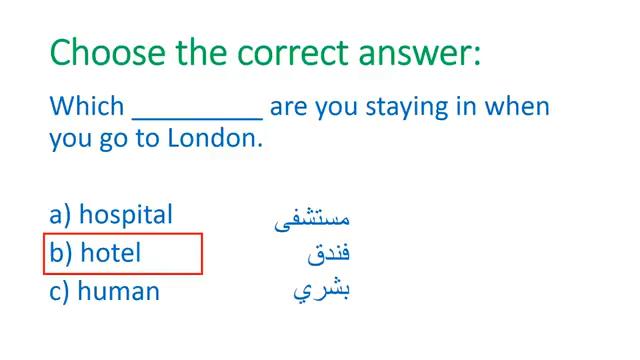 Choose the correct answer:
Which _________ are you staying in when
you go to London.
a) hospital مستشفى
b) hotel فندق
c) human بشري